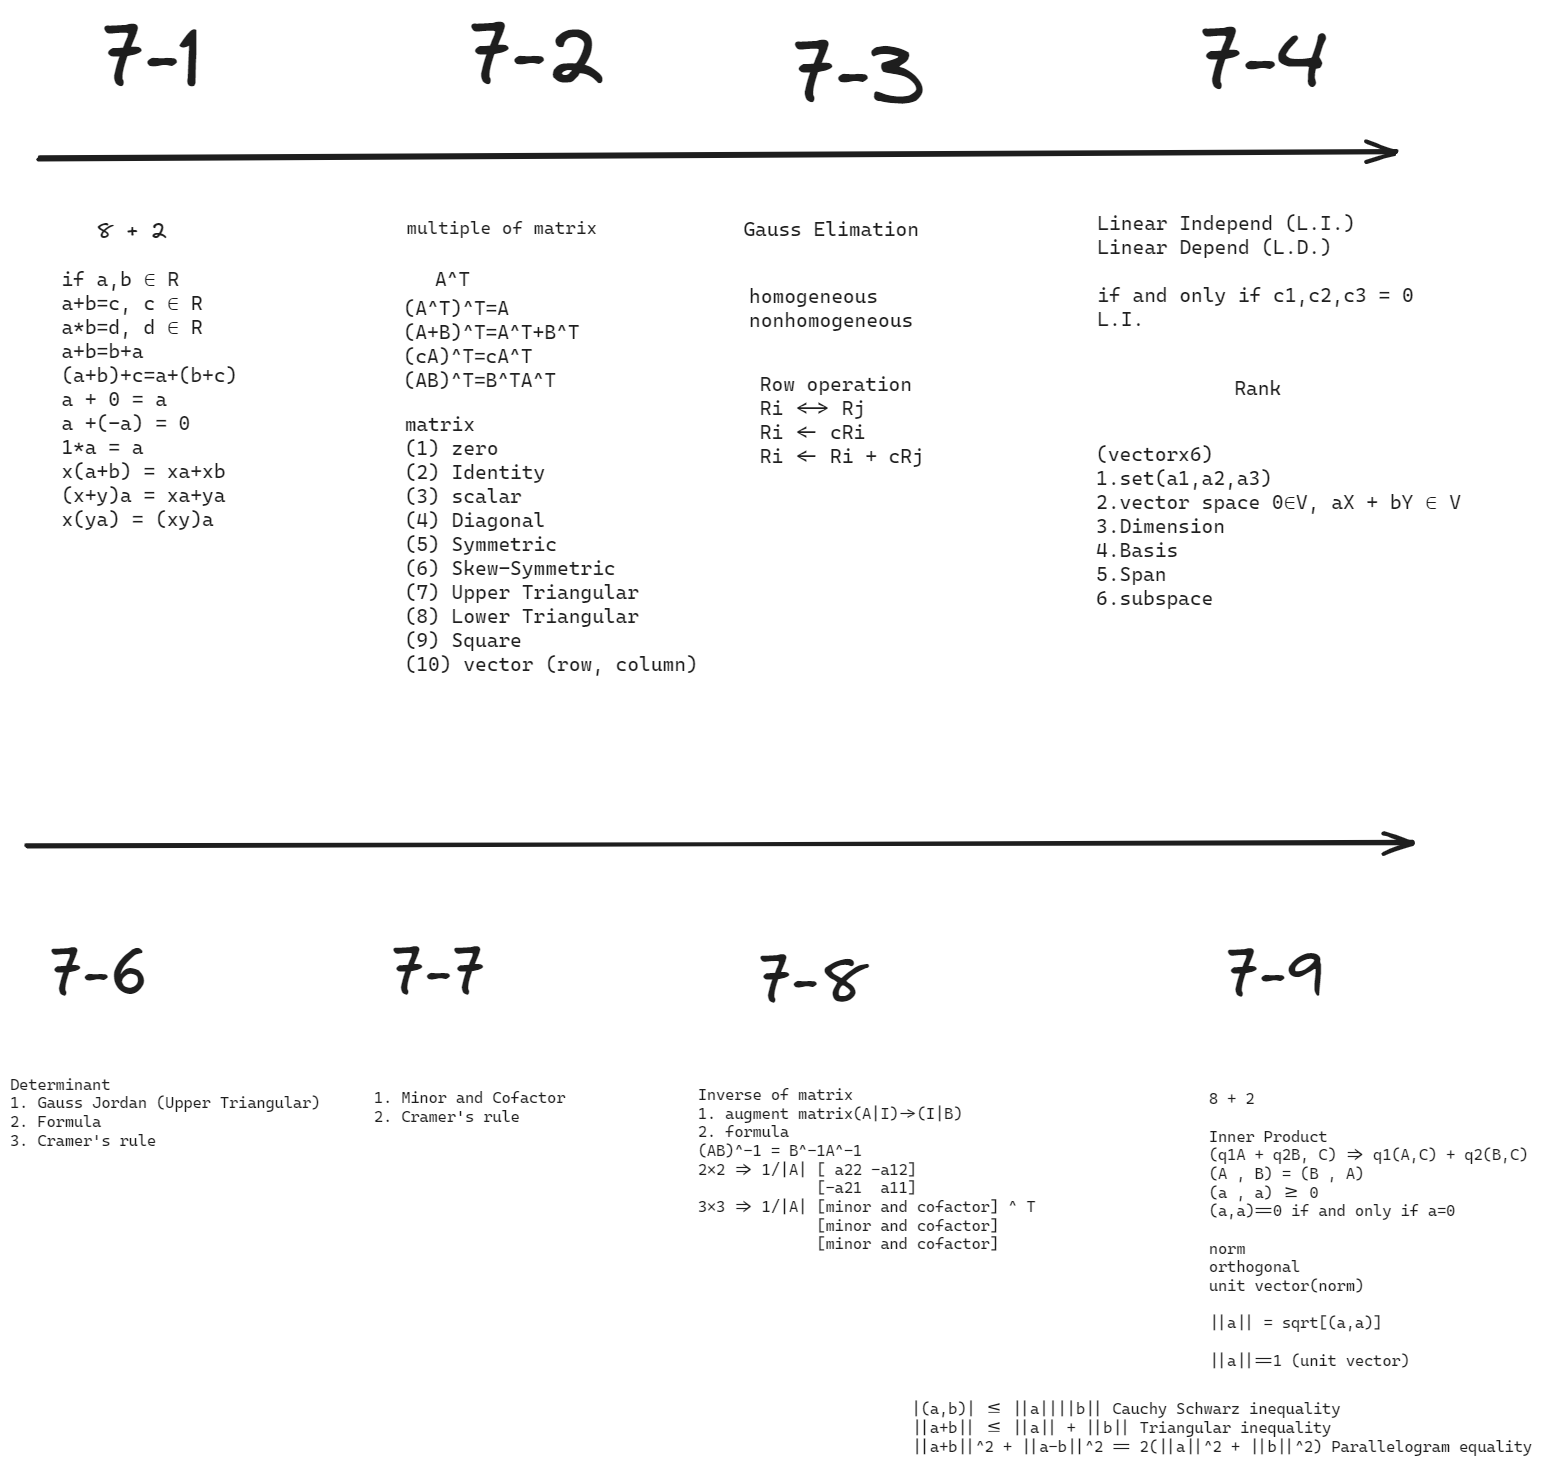 7-1
7-2
7-3
7-4
8 + 2
if a,b ∈ R
a+b=c, c ∈ R
a*b=d, d ∈ R
a+b=b+a
(a+b)+c=a+(b+c)
a + 0 = a
a +(-a) = 0
1*a = a
x(a+b) = xa+xb
(x+y)a = xa+ya
x(ya) = (xy)a
multiple of matrix
A^T
(A^T)^T=A
(A+B)^T=A^T+B^T
(cA)^T=cA^T
(AB)^T=B^TA^T
matrix
(1) zero
(2) Identity
(3) scalar
(4) Diagonal
(5) Symmetric
(6) Skew-Symmetric
(7) Upper Triangular
(8) Lower Triangular
(9) Square
(10) vector (row, column)
Gauss Elimation
homogeneous
nonhomogeneous
Row operation
Ri ⟷ Rj
Ri ← cRi
Ri ← Ri + cRj
Linear Independ (L.I.)
Linear Depend (L.D.)
if and only if c1,c2,c3 = 0
L.I.
Rank
(vectorx6)
1.set(a1,a2,a3)
2.vector space 0∈V, aX + bY ∈ V
3.Dimension
4.Basis
5.Span
6.subspace
7-6
7-7
7-8
7-9
Determinant
1. Gauss Jordan (Upper Triangular)
2. Formula
3. Cramer's rule
1. Minor and Cofactor
2. Cramer's rule
Inverse of matrix
1. augment matrix(A|I)→(I|B)
2. formula
(AB)^-1 = B^-1A^-1
2×2 ⇒ 1/|A| [ a22 -a12]
[-a21 a11]
3×3 ⇒ 1/|A| [minor and cofactor] ^ T
[minor and cofactor]
[minor and cofactor]
8 + 2
Inner Product
(q1A + q2B, C) ⇒ q1(A,C) + q2(B,C)
(A , B) = (B , A)
(a , a) ≥ 0
(a,a)==0 if and only if a=0
norm
orthogonal
unit vector(norm)
||a|| = sqrt[(a,a)]
||a||==1 (unit vector)
|(a,b)| ≤ ||a||||b|| Cauchy Schwarz inequality
||a+b|| ≤ ||a|| + ||b|| Triangular inequality
||a+b||^2 + ||a-b||^2 == 2(||a||^2 + ||b||^2) Parallelogram equality